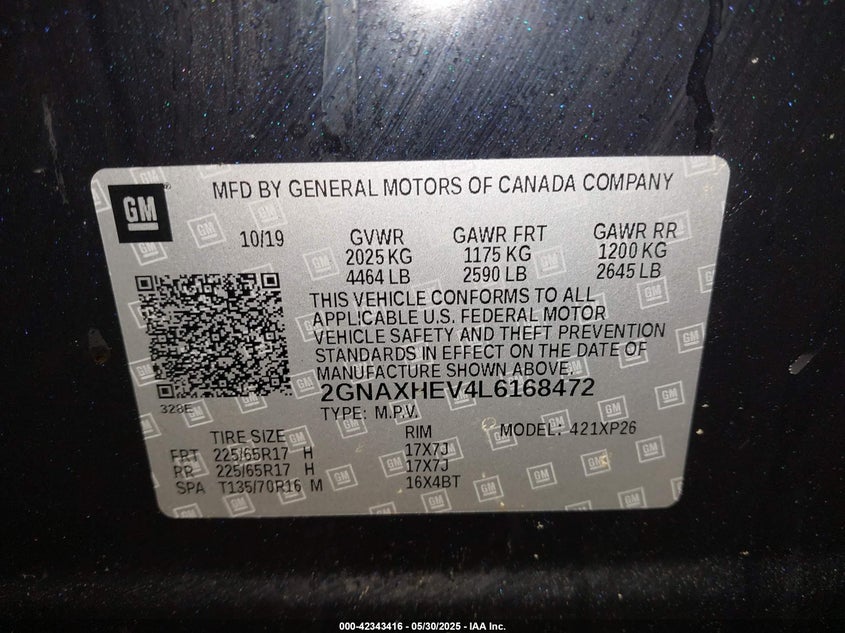 GM
MFD BY GENERAL MOTORS OF CANADA COMPANY
10/19 GVWR GAWR FRT GAWR RR
2025 KG 1175 KG 1200 KG
4464 LB 2590 LB 2645 LB
THIS VEHICLE CONFORMS TO ALL
APPLICABLE U.S. FEDERAL MOTOR
VEHICLE SAFETY AND THEFT PREVENTION
STANDARDS IN EFFECT ON THE DATE OF
MANUFACTURE SHOWN ABOVE.
2GNAXHEV4L6168472
328E
TYPE: M.P.V.
TIRE SIZE RIM MODEL: 421XP26
FRT 225/65R17 H 17X7J
RR 225/65R17 H 17X7J
SPA T135/70R16 M 16X4BT
000-42343416 - 05/30/2025 - IAA Inc.